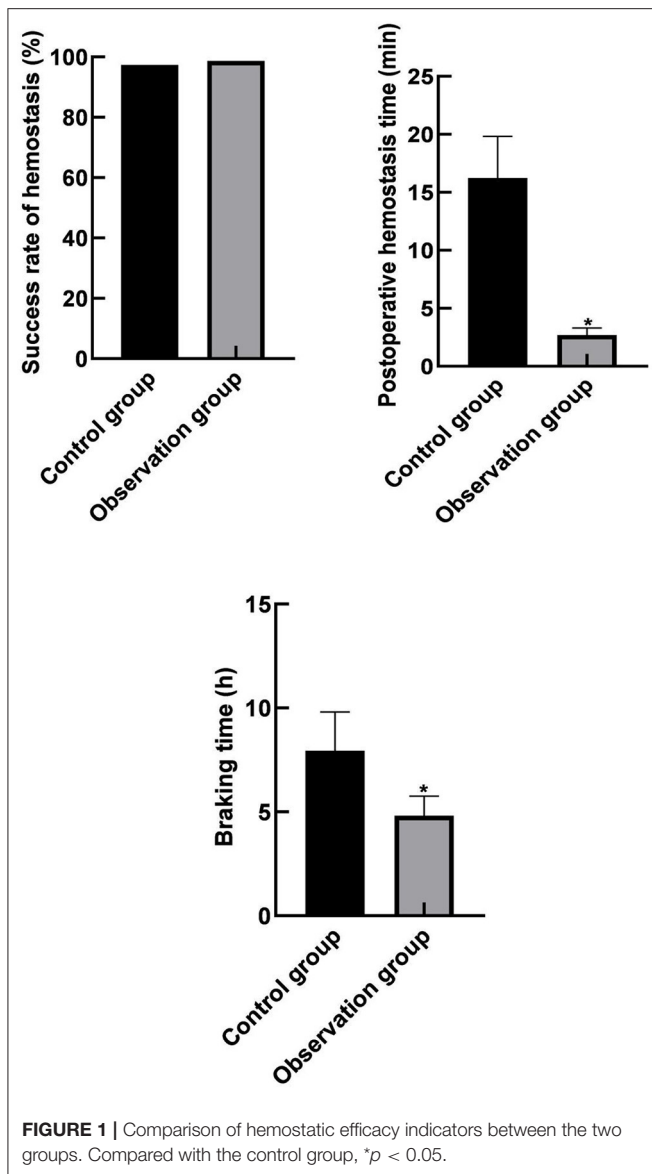 Success rate of hemostasis (%)
100
80
60
40
20
0
Control group
Observation group
Postoperative hemostasis time (min)
25
20
15
10
5
0
*
Control group
Observation group
Braking time (h)
15
10
5
0
*
Control group
Observation group
FIGURE 1 | Comparison of hemostatic efficacy indicators between the two
groups. Compared with the control group, *p < 0.05.